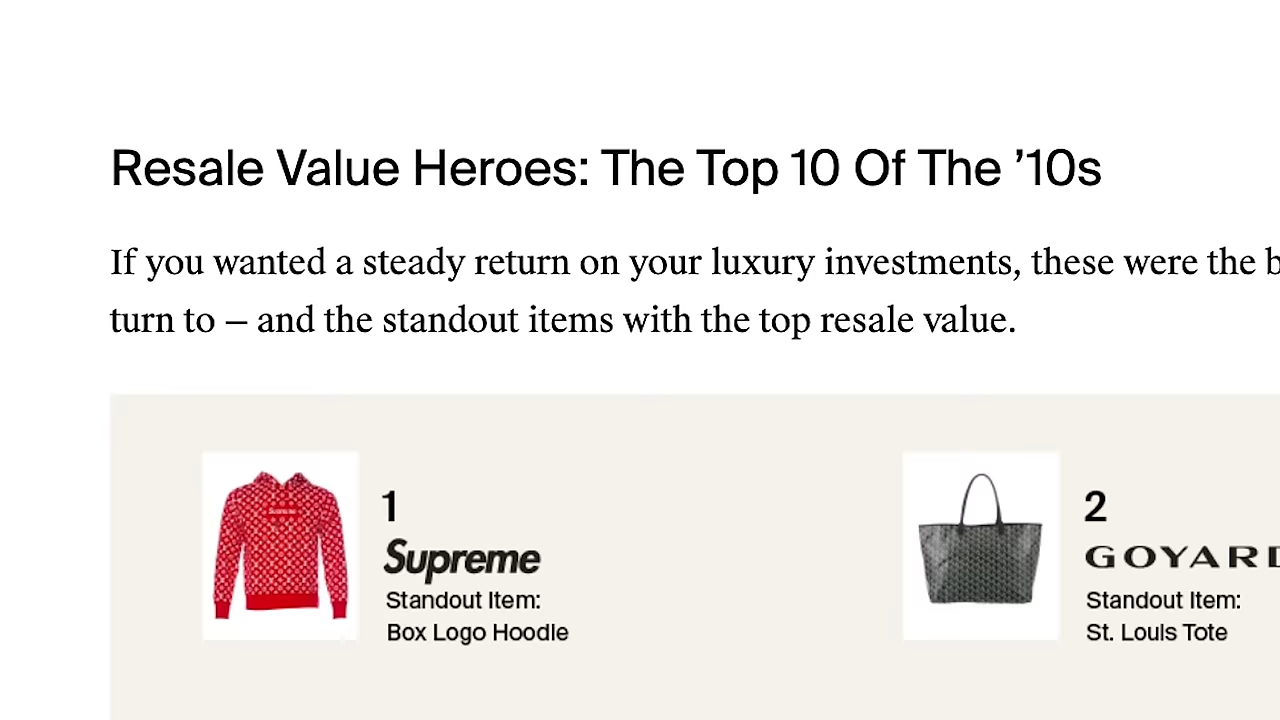 Resale Value Heroes: The Top 10 Of The ’10s
If you wanted a steady return on your luxury investments, these were the b
turn to – and the standout items with the top resale value.
1
Supreme
Standout Item:
Box Logo Hoodie
2
GOYARD
Standout Item:
St. Louis Tote
Supreme